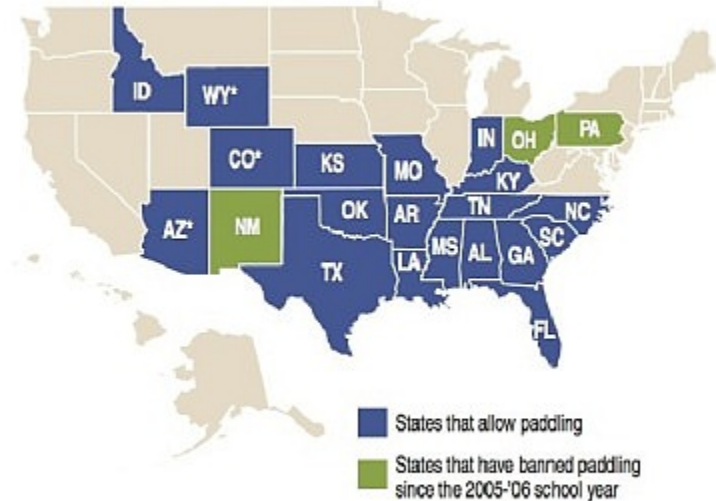 ID
WY*
CO*
KS
MO
IN
OH
PA
KY
AZ*
NM
OK
AR
TN
NC
SC
TX
LA
MS
AL
GA
FL
States that allow paddling
States that have banned paddling
since the 2005-'06 school year